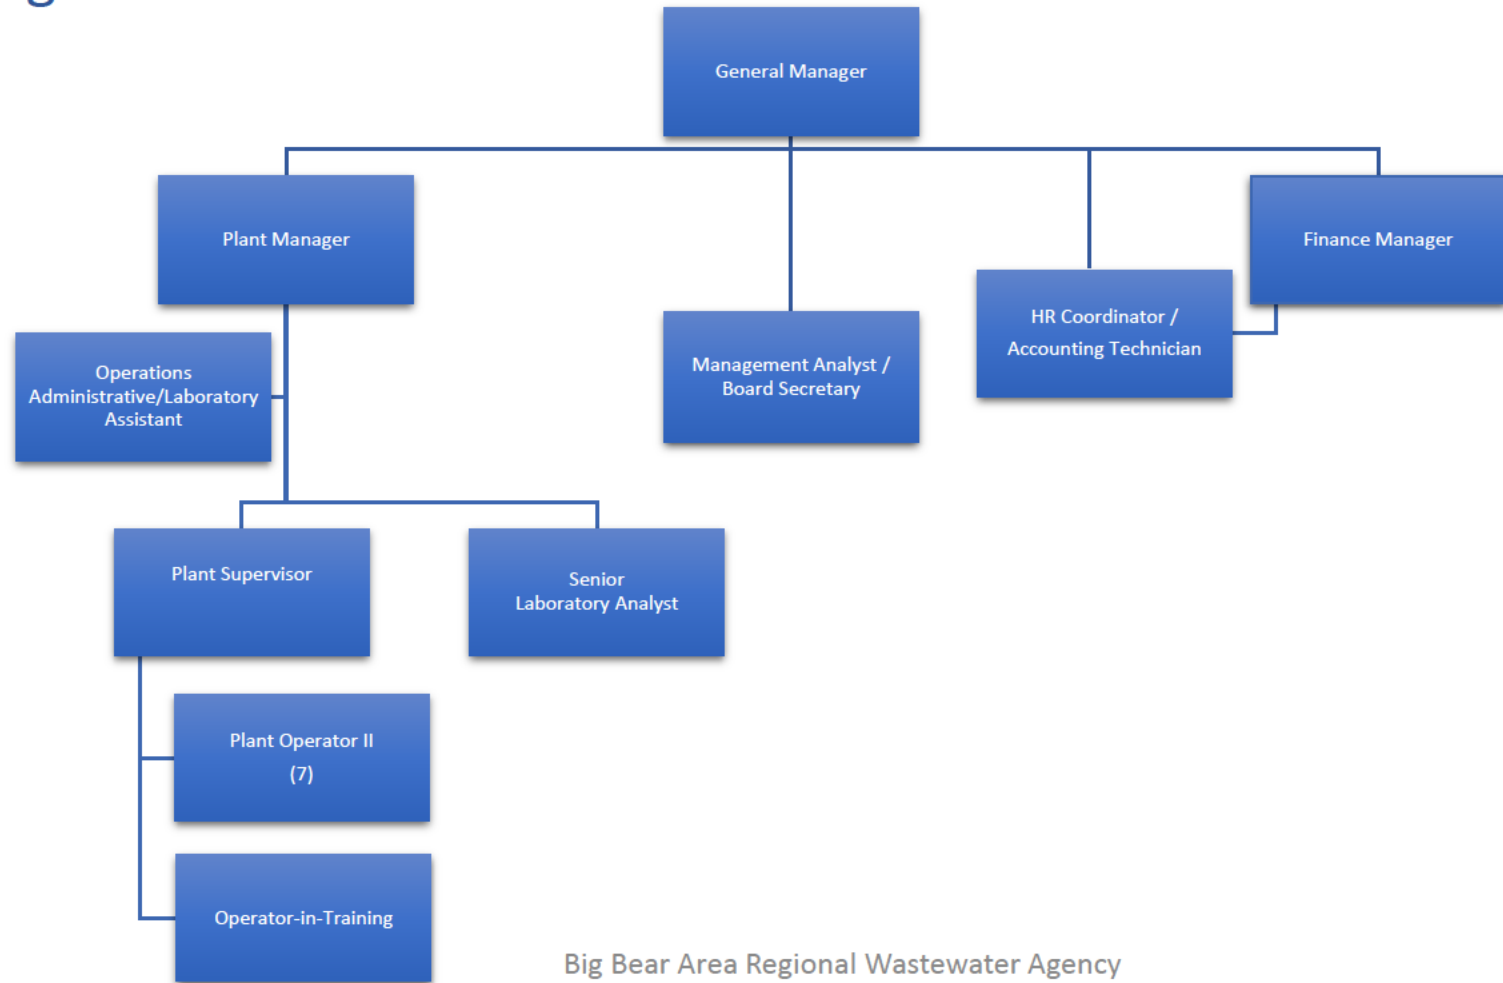 General Manager
Plant Manager
Finance Manager
HR Coordinator /
Accounting Technician
Management Analyst /
Board Secretary
Operations
Administrative/Laboratory
Assistant
Plant Supervisor
Senior
Laboratory Analyst
Plant Operator II
(7)
Operator-in-Training
Big Bear Area Regional Wastewater Agency